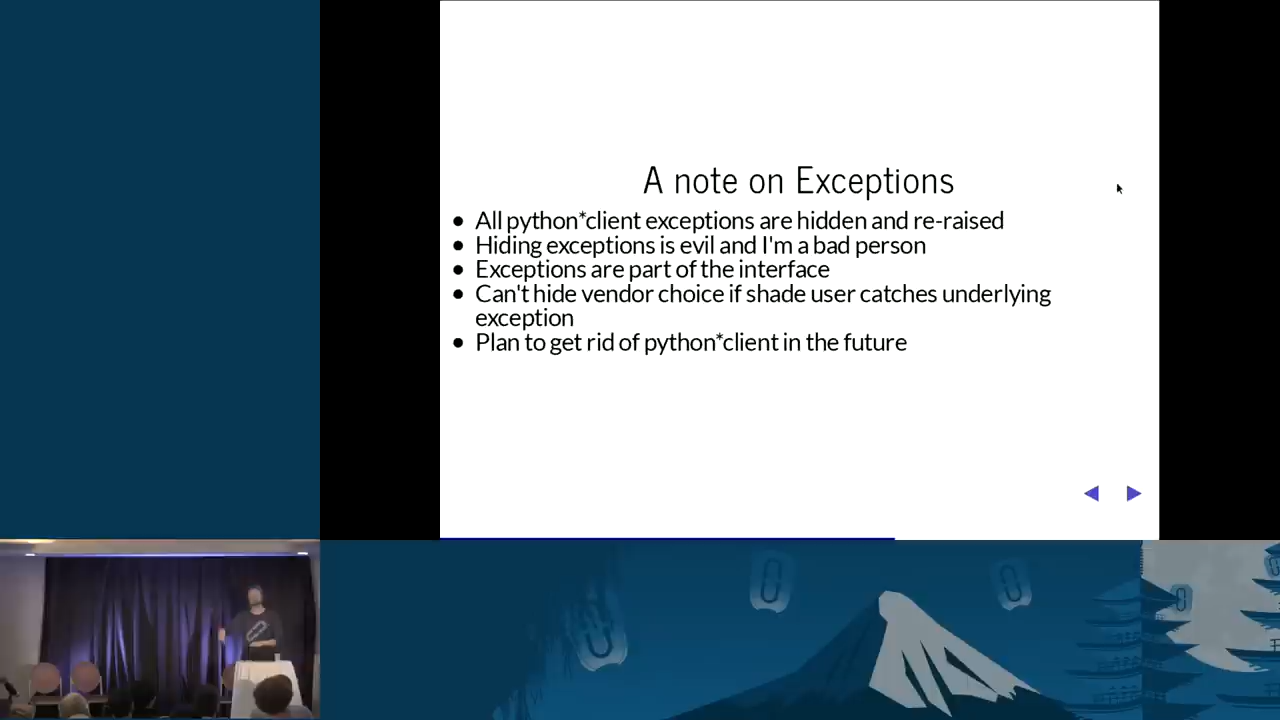 A note on Exceptions
• All python*client exceptions are hidden and re-raised
• Hiding exceptions is evil and I'm a bad person
• Exceptions are part of the interface
• Can't hide vendor choice if shade user catches underlying
exception
• Plan to get rid of python*client in the future